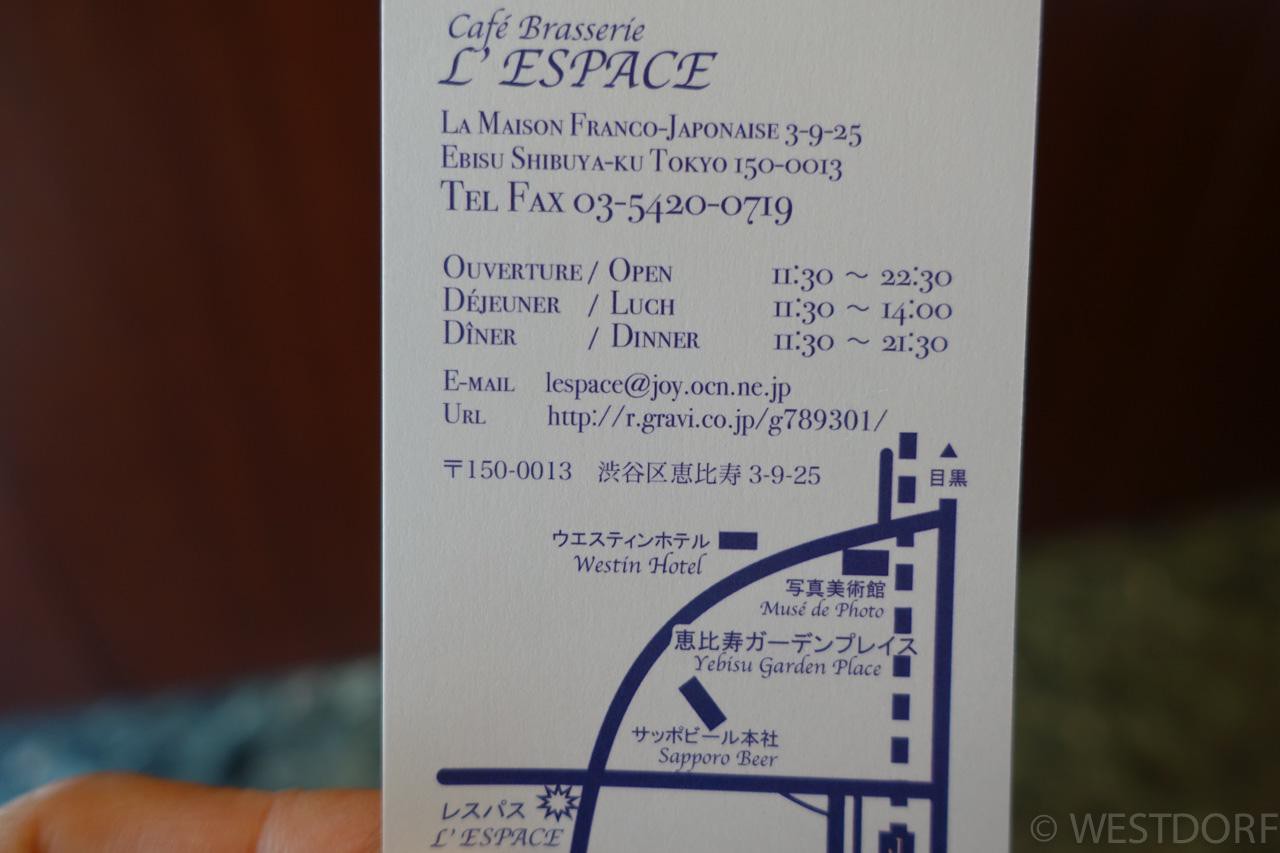 Café Brasserie
L' ESPACE
LA MAISON FRANCO-JAPONAISE 3-9-25
EBISU SHIBUYA-KU TOKYO 150-0013
TEL FAX 03-5420-0719
OUVERTURE / OPEN 11:30 ～ 22:30
DÉJEUNER / LUCH 11:30 ～ 14:00
DÎNER / DINNER 11:30 ～ 21:30
E-MAIL lespace@joy.ocn.ne.jp
URL http://r.gravi.co.jp/g789301/
〒150-0013 渋谷区恵比寿 3-9-25
目黒
ウエスティンホテル
Westin Hotel
写真美術館
Musé de Photo
恵比寿ガーデンプレイス
Yebisu Garden Place
サッポビール本社
Sapporo Beer
レスパス
L' ESPACE
© WESTDORF